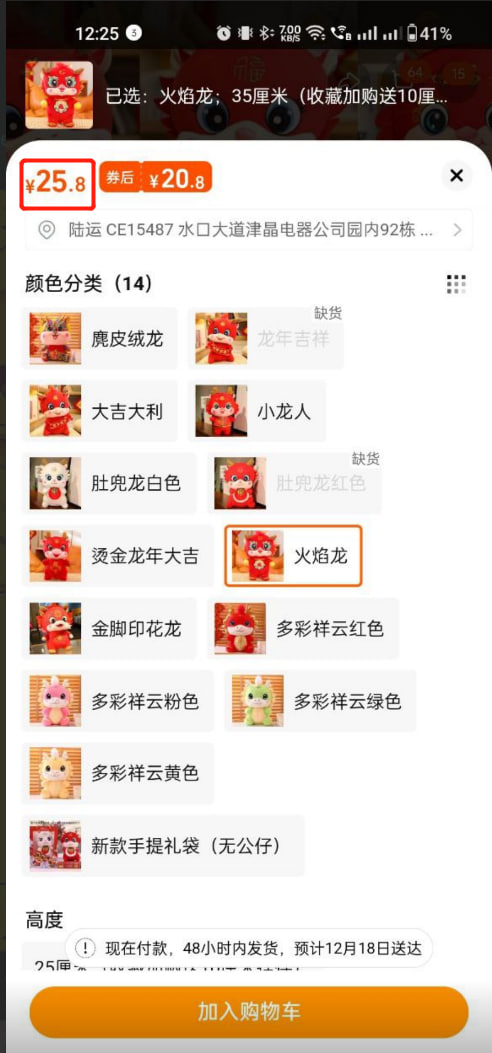 12:25 3 7.00 KB/S 41%
已选：火焰龙；35厘米（收藏加购送10厘...
¥25.8 券后 ¥20.8
陆运 CE15487 水口大道津晶电器公司园内92栋 ...
颜色分类（14）
缺货
麂皮绒龙 龙年吉祥
大吉大利 小龙人
缺货
肚兜龙白色 肚兜龙红色
烫金龙年大吉 火焰龙
金脚印花龙 多彩祥云红色
多彩祥云粉色 多彩祥云绿色
多彩祥云黄色
新款手提礼袋（无公仔）
高度
现在付款，48小时内发货，预计12月18日送达
25厘米
加入购物车